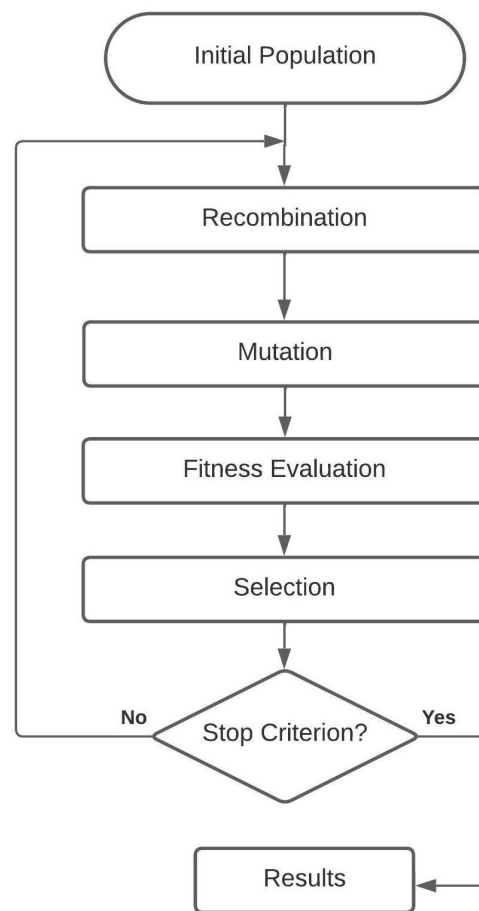 Initial Population
Recombination
Mutation
Fitness Evaluation
Selection
Stop Criterion?
No
Yes
Results